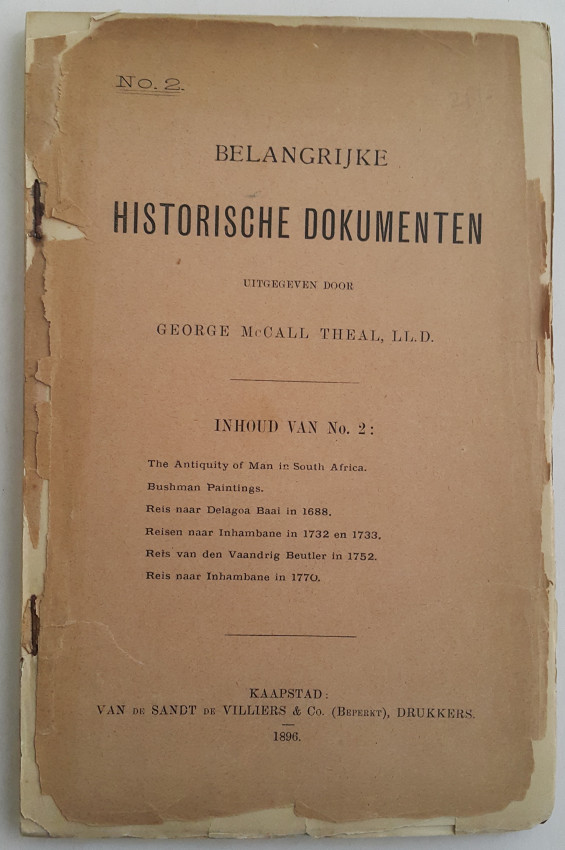 No. 2.
BELANGRIJKE
HISTORISCHE DOKUMENTEN
UITGEGEVEN DOOR
GEORGE McCALL THEAL, LL.D.
INHOUD VAN No. 2:
The Antiquity of Man in South Africa.
Bushman Paintings.
Reis naar Delagoa Baai in 1688.
Reisen naar Inhambane in 1732 en 1733.
Reis van den Vaandrig Beutler in 1752.
Reis naar Inhambane in 1770.
KAAPSTAD:
VAN DE SANDT DE VILLIERS & Co. (BEPERKT), DRUKKERS.
1896.